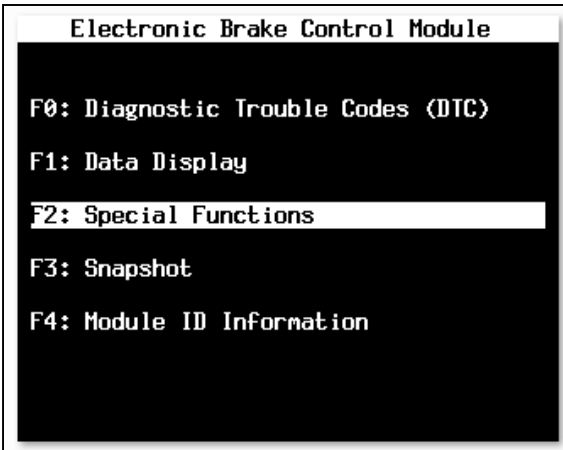 Electronic Brake Control Module
F0: Diagnostic Trouble Codes (DTC)
F1: Data Display
F2: Special Functions
F3: Snapshot
F4: Module ID Information